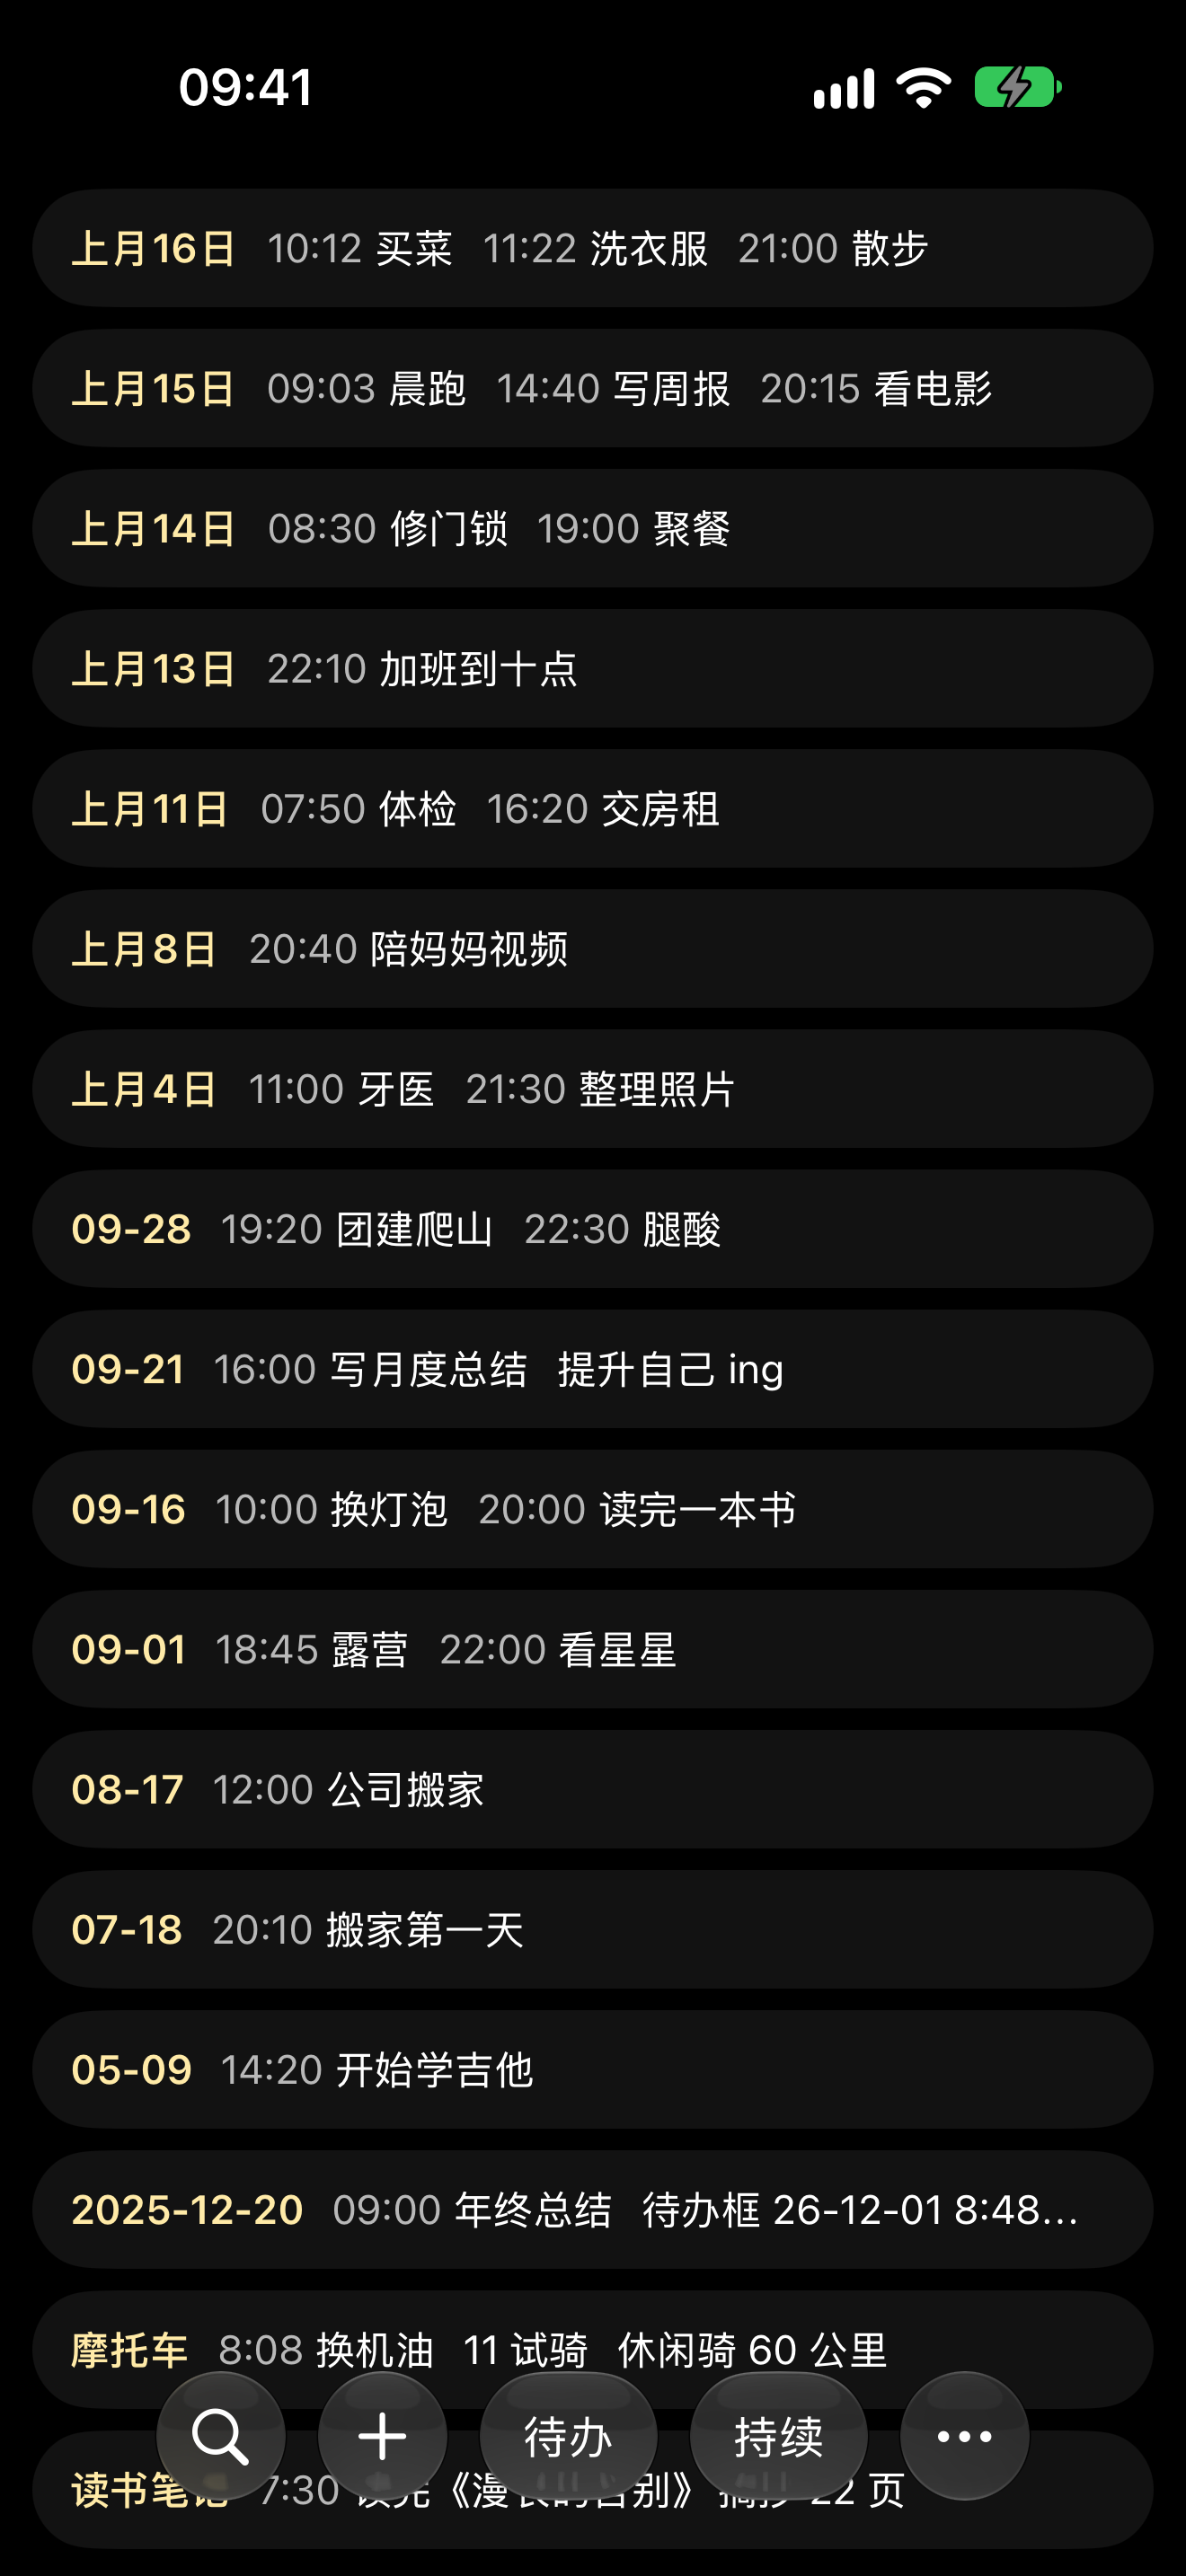 09:41
上月16日 10:12 买菜 11:22 洗衣服 21:00 散步
上月15日 09:03 晨跑 14:40 写周报 20:15 看电影
上月14日 08:30 修门锁 19:00 聚餐
上月13日 22:10 加班到十点
上月11日 07:50 体检 16:20 交房租
上月8日 20:40 陪妈妈视频
上月4日 11:00 牙医 21:30 整理照片
09-28 19:20 团建爬山 22:30 腿酸
09-21 16:00 写月度总结 提升自己 ing
09-16 10:00 换灯泡 20:00 读完一本书
09-01 18:45 露营 22:00 看星星
08-17 12:00 公司搬家
07-18 20:10 搬家第一天
05-09 14:20 开始学吉他
2025-12-20 09:00 年终总结 待办框 26-12-01 8:48…
摩托车 8:08 换机油 11 试骑 休闲骑 60 公里
待办 持续
读书笔记 7:30 《漫长的告别》 22 页